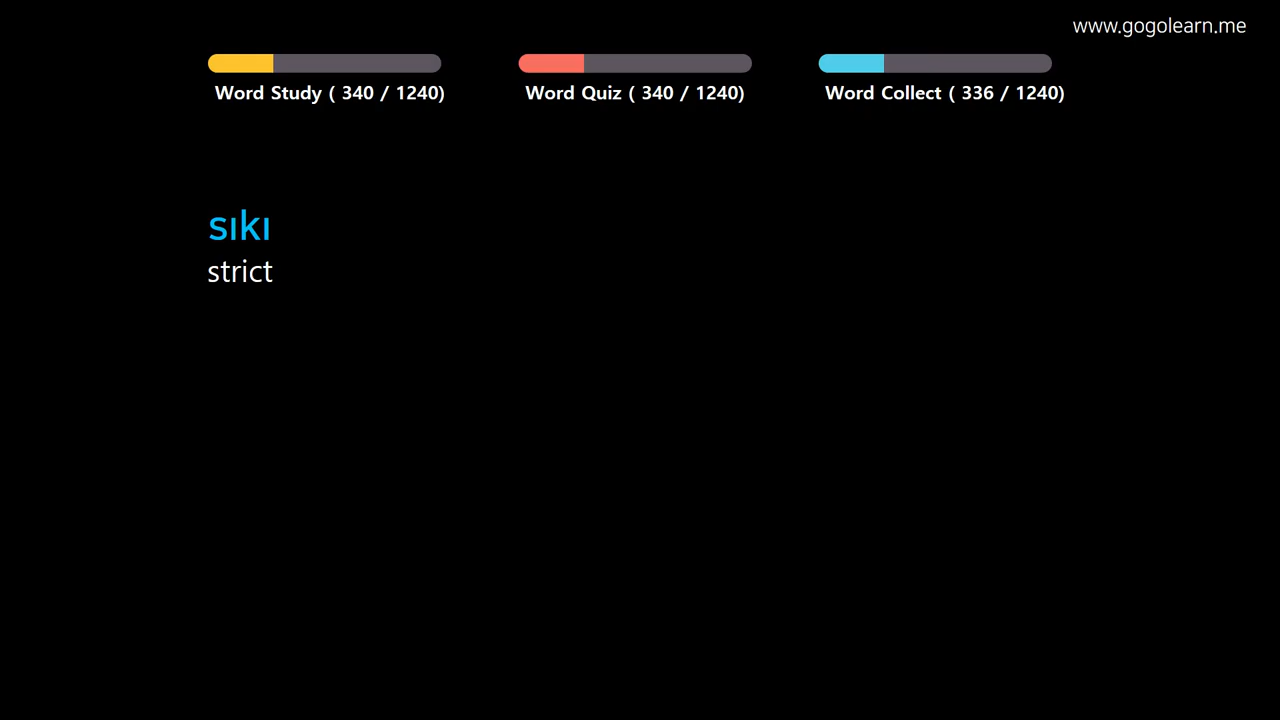 www.gogolearn.me
Word Study ( 340 / 1240)
Word Quiz ( 340 / 1240)
Word Collect ( 336 / 1240)
sıkı
strict